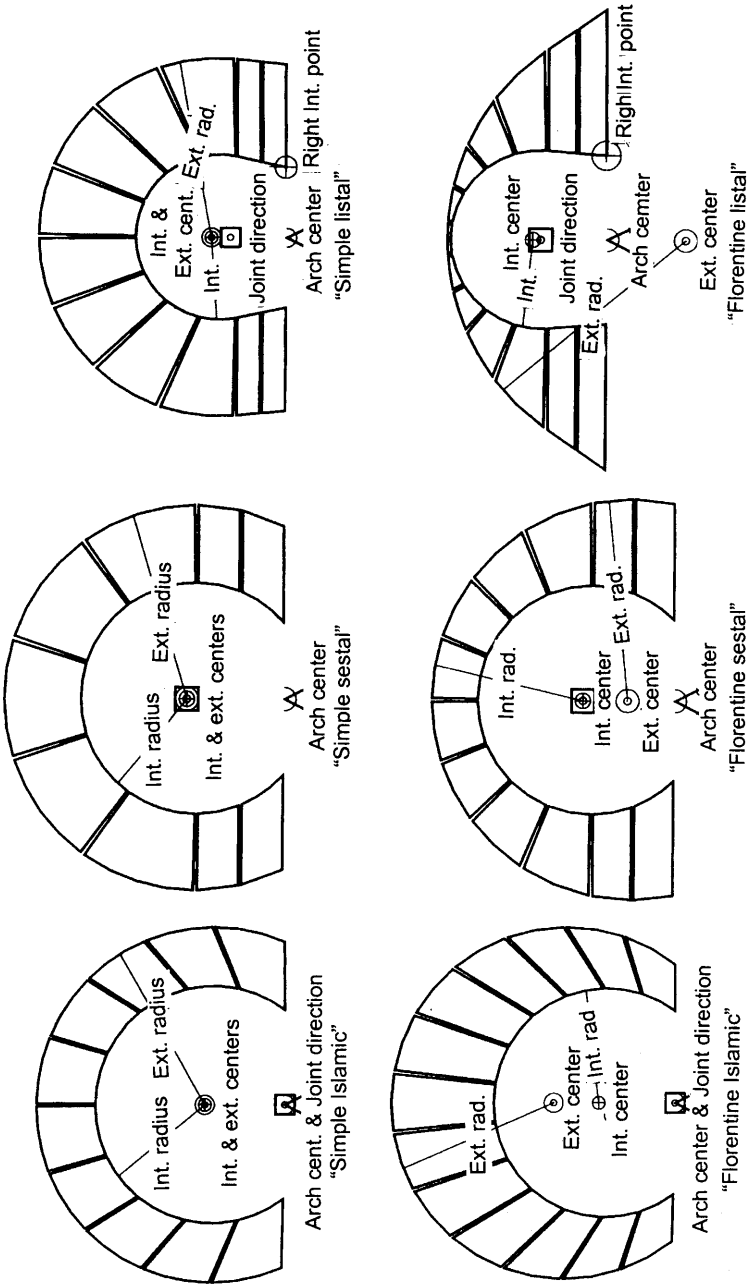 Int. radius
Ext. radius
Int. & ext. centers
Arch cent. & Joint direction
“Simple Islamic”
Int. radius
Ext. radius
Int. & ext. centers
Arch center
“Simple sestal”
Int. &
Ext. cent.
Ext. rad.
Int.
Joint direction
Right Int. point
Arch center
“Simple listal”
Ext. rad.
Ext. center
Int. rad
Int. center
Arch center & Joint direction
“Florentine Islamic”
Int. rad.
Int. center
Ext. center
Ext. rad.
Arch center
“Florentine sestal”
Int. center
Int.
Joint direction
Ext. rad.
Righ Int. point
Arch cemter
Ext. center
“Florentine listal”